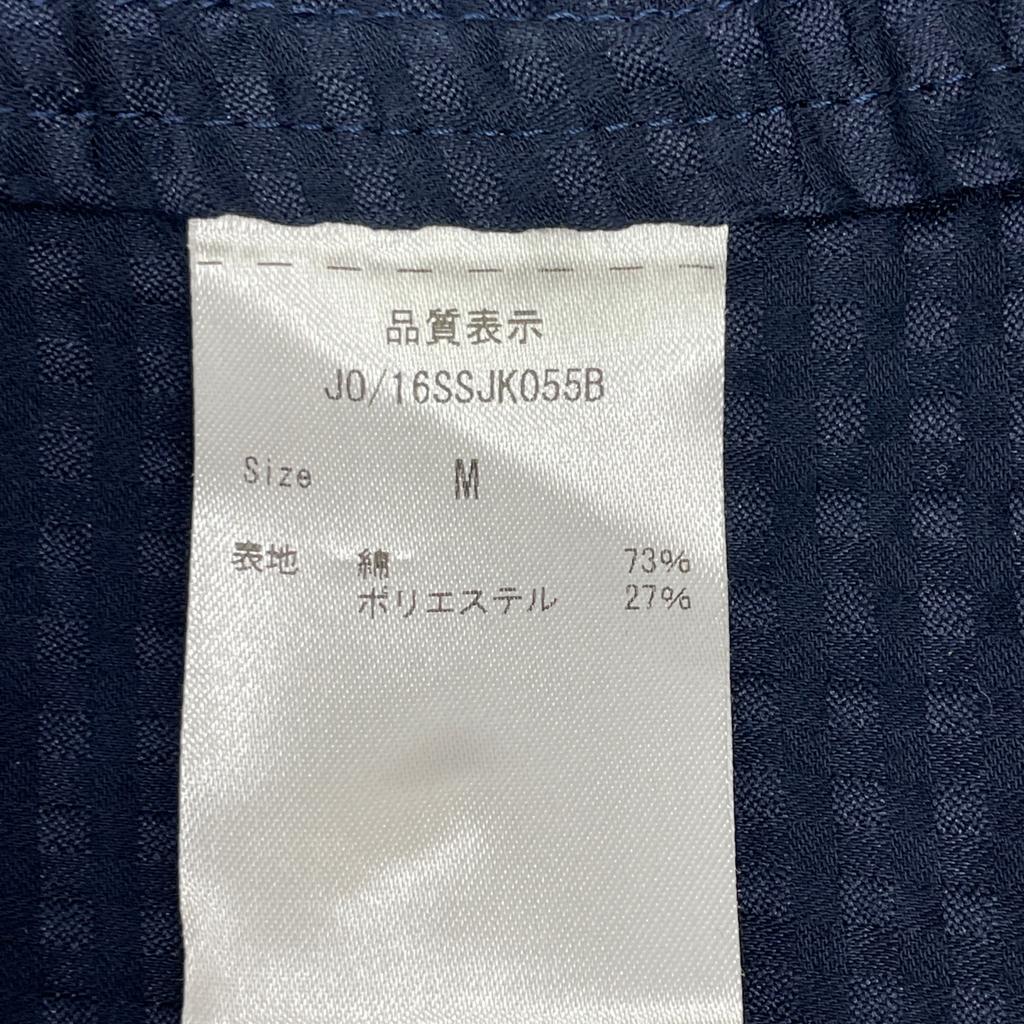 品質表示
JO/16SSJK055B
Size M
表地 綿 73%
ポリエステル 27%